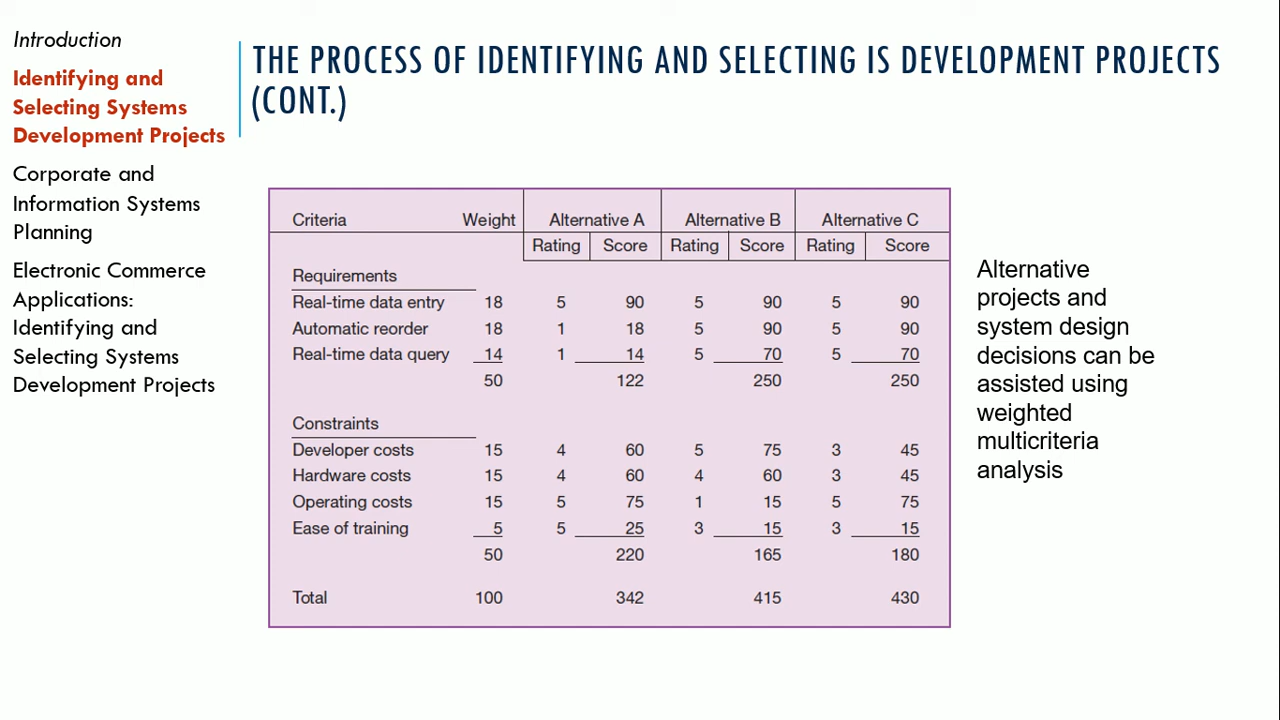 Introduction
Identifying and
Selecting Systems
Development Projects
Corporate and
Information Systems
Planning
Electronic Commerce
Applications:
Identifying and
Selecting Systems
Development Projects
THE PROCESS OF IDENTIFYING AND SELECTING IS DEVELOPMENT PROJECTS
(CONT.)
Criteria Weight Alternative A Alternative B Alternative C
Rating Score Rating Score Rating Score
Requirements
Real-time data entry 18 5 90 5 90 5 90
Automatic reorder 18 1 18 5 90 5 90
Real-time data query 14 1 14 5 70 5 70
50 122 250 250
Constraints
Developer costs 15 4 60 5 75 3 45
Hardware costs 15 4 60 4 60 3 45
Operating costs 15 5 75 1 15 5 75
Ease of training 5 5 25 3 15 3 15
50 220 165 180
Total 100 342 415 430
Alternative
projects and
system design
decisions can be
assisted using
weighted
multicriteria
analysis